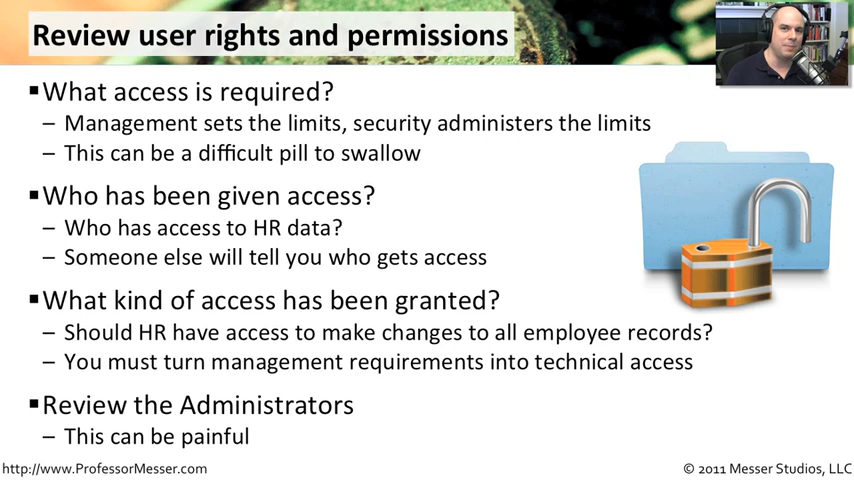 Review user rights and permissions
▪What access is required?
– Management sets the limits, security administers the limits
– This can be a difficult pill to swallow
▪Who has been given access?
– Who has access to HR data?
– Someone else will tell you who gets access
▪What kind of access has been granted?
– Should HR have access to make changes to all employee records?
– You must turn management requirements into technical access
▪Review the Administrators
– This can be painful
http://www.ProfessorMesser.com
© 2011 Messer Studios, LLC